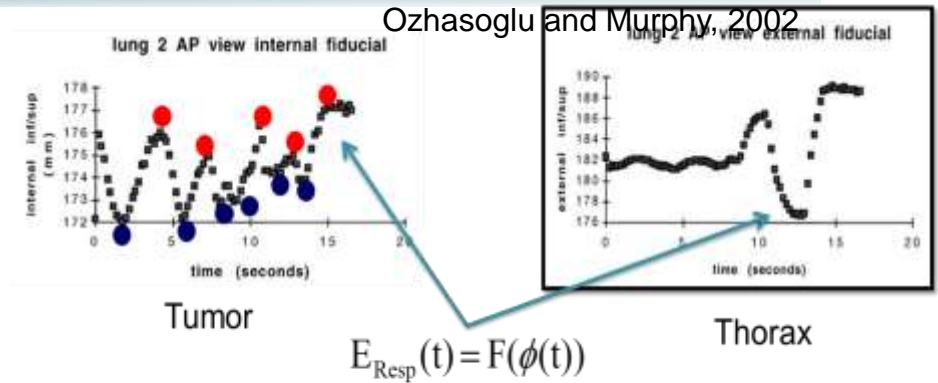 Ozhasoglu and Murphy, 2002
lung 2 AP view internal fiducial
internal inf/sup
(mm)
178
177
176
175
174
173
172
0
5
10
15
20
time (seconds)
Tumor
lung 2 AP view external fiducial
external inf/sup
190
186
184
182
180
178
176
0
5
10
15
20
time (seconds)
Thorax
E_Resp(t) = F(ϕ(t))